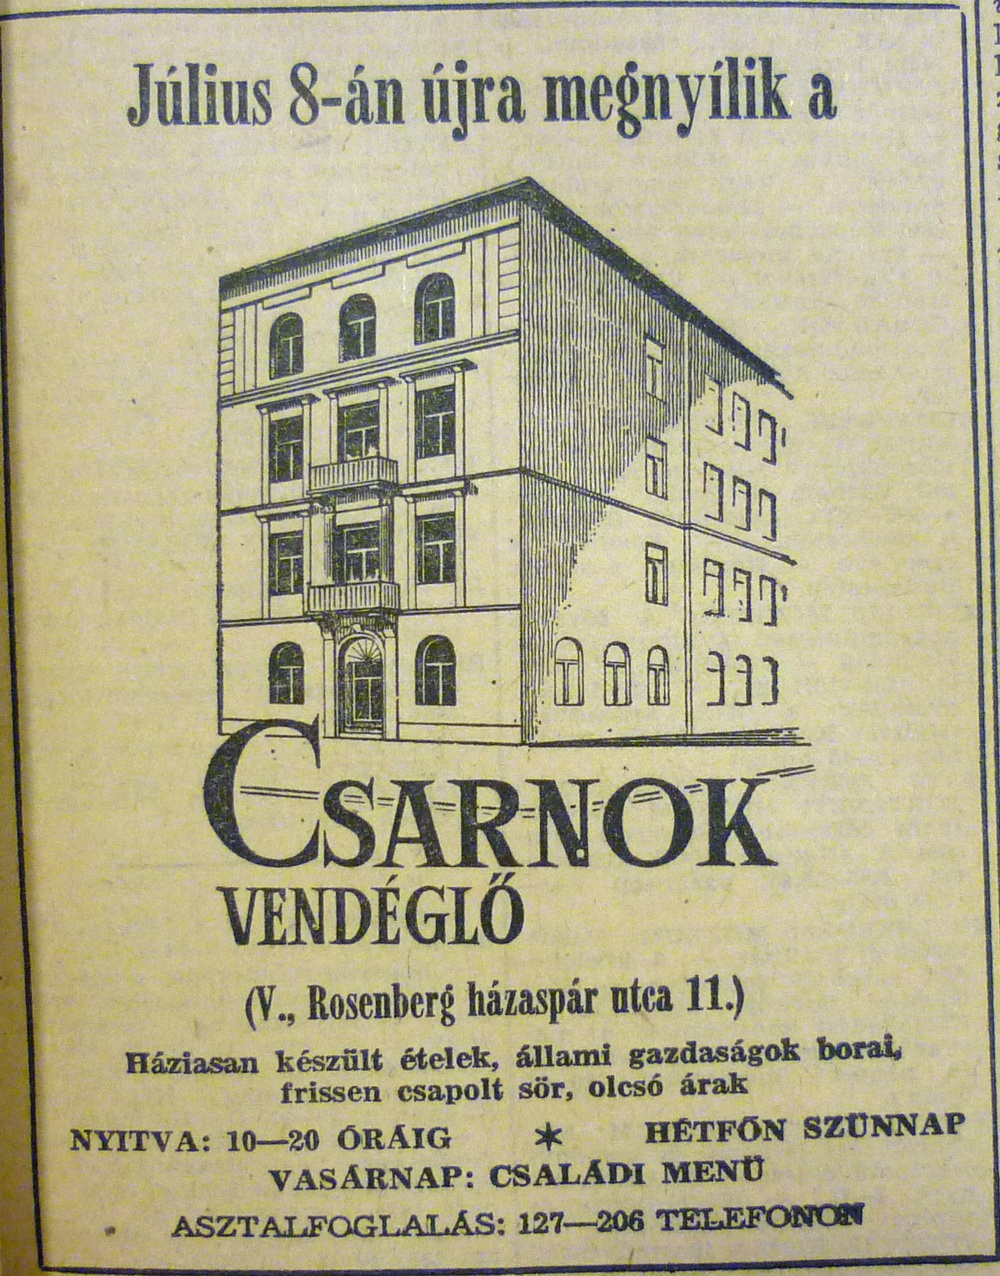 Július 8-án újra megnyílik a
CSARNOK
VENDÉGLŐ
(V., Rosenberg házaspár utca 11.)
Háziasan készült ételek, állami gazdaságok borai,
frissen csapolt sör, olcsó árak
NYITVA: 10—20 ÓRÁIG * HÉTFŐN SZÜNNAP
VASÁRNAP: CSALÁDI MENÜ
ASZTALFOGLALÁS: 127—206 TELEFONON